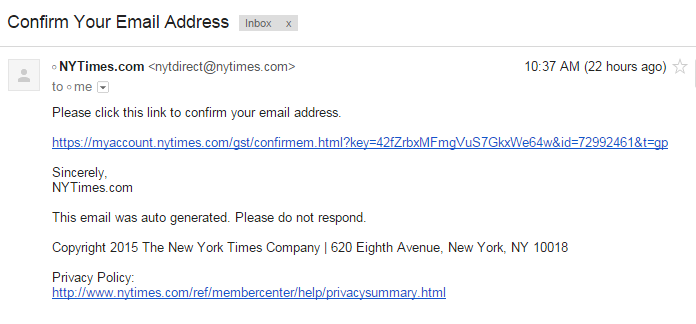 Confirm Your Email Address Inbox x
NYTimes.com <nytdirect@nytimes.com> 10:37 AM (22 hours ago)
to me
Please click this link to confirm your email address.
https://myaccount.nytimes.com/gst/confirmem.html?key=42fZrbxMFmgVuS7GkxWe64w&id=72992461&t=gp
Sincerely,
NYTimes.com
This email was auto generated. Please do not respond.
Copyright 2015 The New York Times Company | 620 Eighth Avenue, New York, NY 10018
Privacy Policy:
http://www.nytimes.com/ref/membercenter/help/privacysummary.html